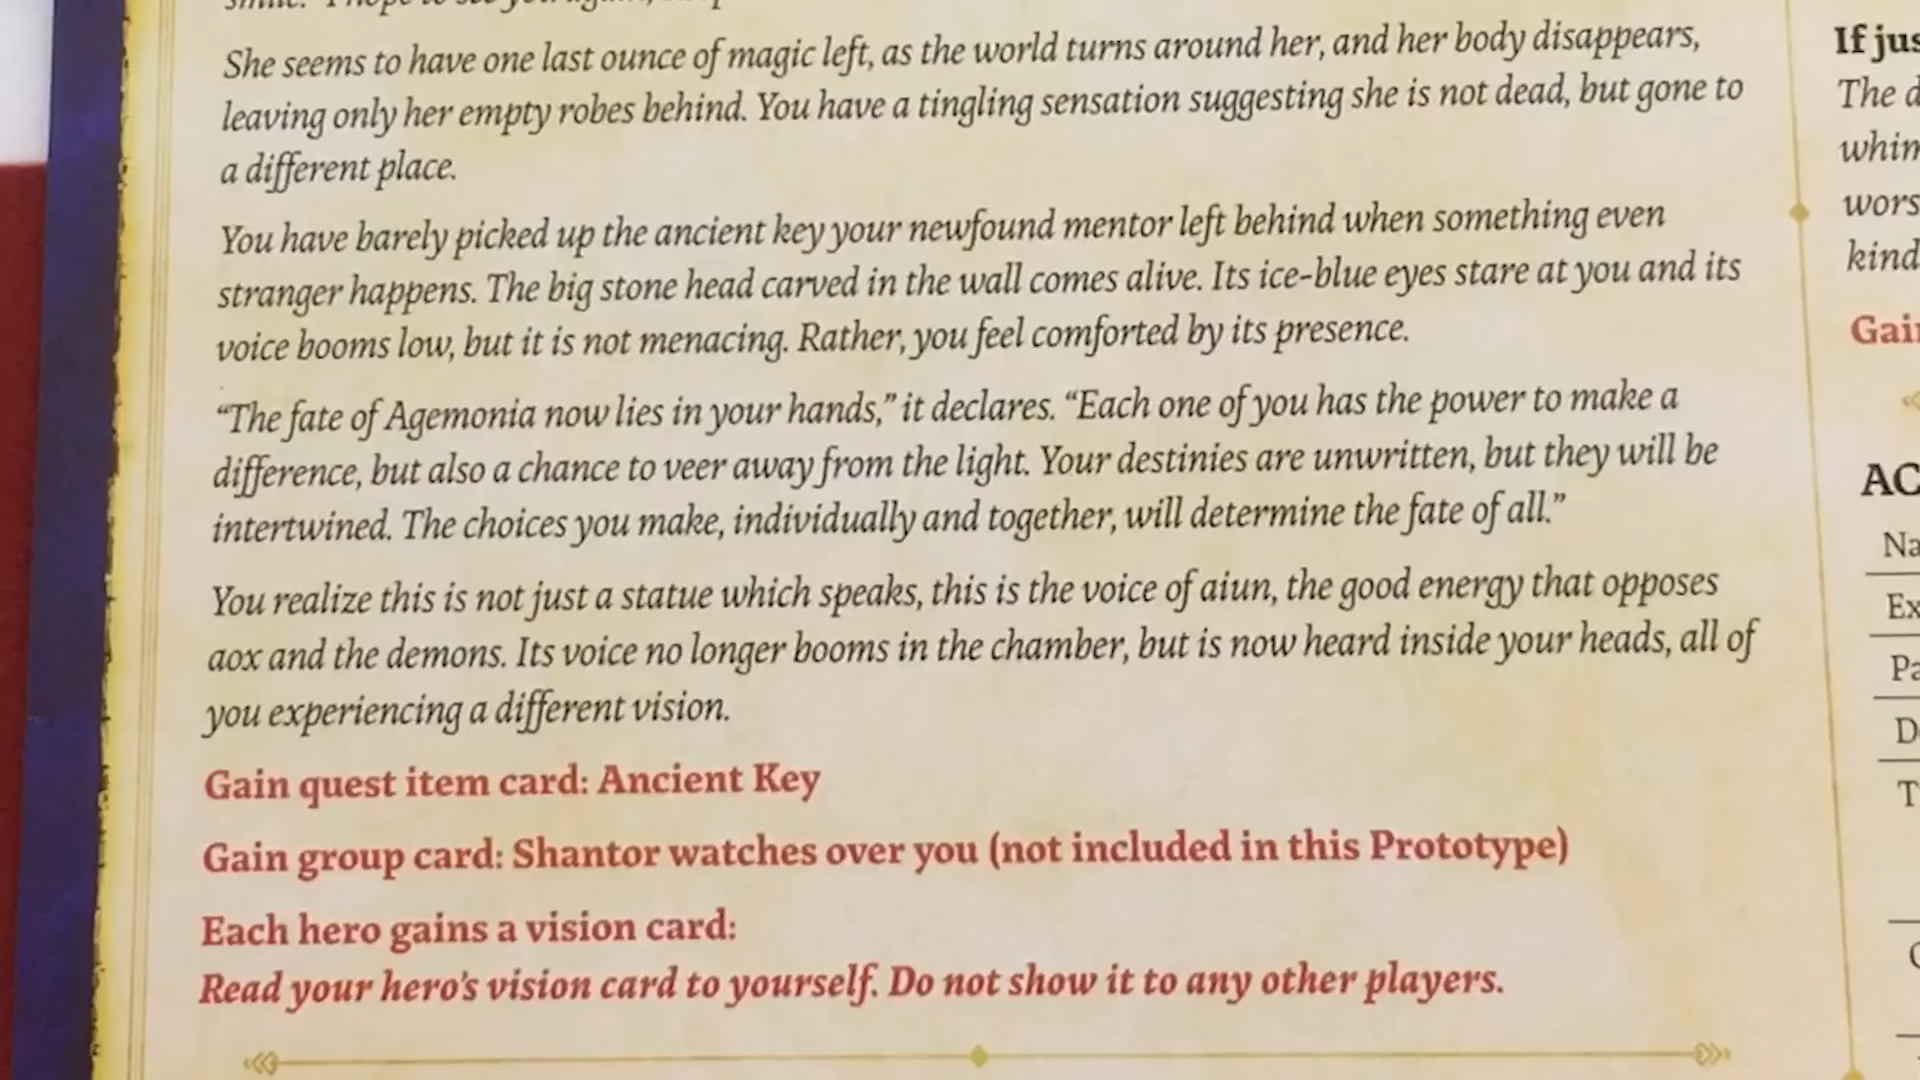 She seems to have one last ounce of magic left, as the world turns around her, and her body disappears,
leaving only her empty robes behind. You have a tingling sensation suggesting she is not dead, but gone to
a different place.
You have barely picked up the ancient key your newfound mentor left behind when something even
stranger happens. The big stone head carved in the wall comes alive. Its ice-blue eyes stare at you and its
voice booms low, but it is not menacing. Rather, you feel comforted by its presence.
“The fate of Agemonia now lies in your hands,” it declares. “Each one of you has the power to make a
difference, but also a chance to veer away from the light. Your destinies are unwritten, but they will be
intertwined. The choices you make, individually and together, will determine the fate of all.”
You realize this is not just a statue which speaks, this is the voice of aiun, the good energy that opposes
aox and the demons. Its voice no longer booms in the chamber, but is now heard inside your heads, all of
you experiencing a different vision.
Gain quest item card: Ancient Key
Gain group card: Shantor watches over you (not included in this Prototype)
Each hero gains a vision card:
Read your hero’s vision card to yourself. Do not show it to any other players.
If
The